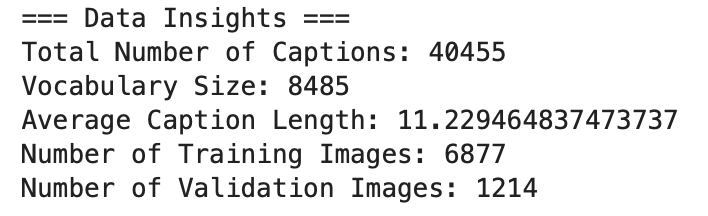 === Data Insights ===
Total Number of Captions: 40455
Vocabulary Size: 8485
Average Caption Length: 11.229464837473737
Number of Training Images: 6877
Number of Validation Images: 1214